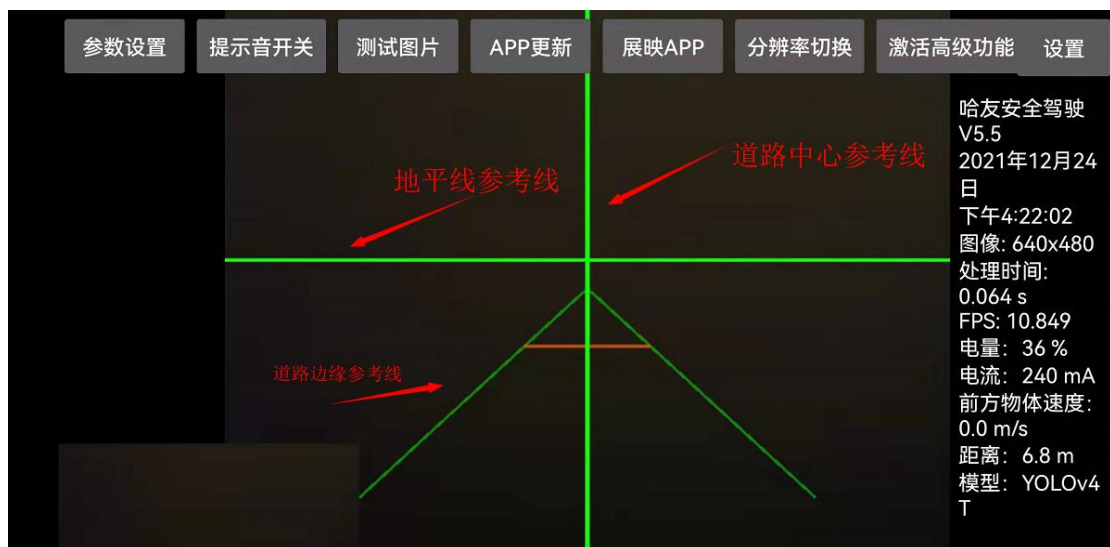 参数设置
提示音开关
测试图片
APP更新
展映APP
分辨率切换
激活高级功能
设置
道路中心参考线
地平线参考线
道路边缘参考线
哈友安全驾驶
V5.5
2021年12月24
日
下午4:22:02
图像: 640x480
处理时间:
0.064 s
FPS: 10.849
电量：36 %
电流：240 mA
前方物体速度：
0.0 m/s
距离：6.8 m
模型：YOLOv4
T